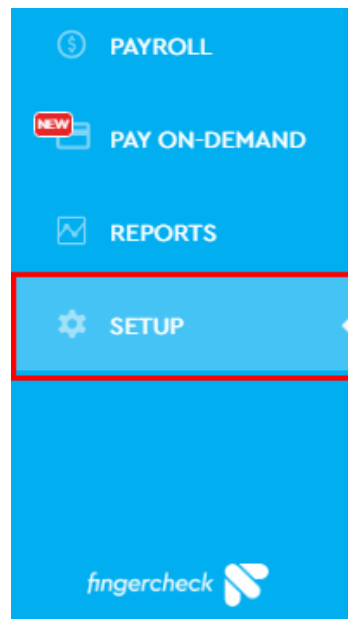 PAYROLL
NEW
PAY ON-DEMAND
REPORTS
SETUP
fingercheck